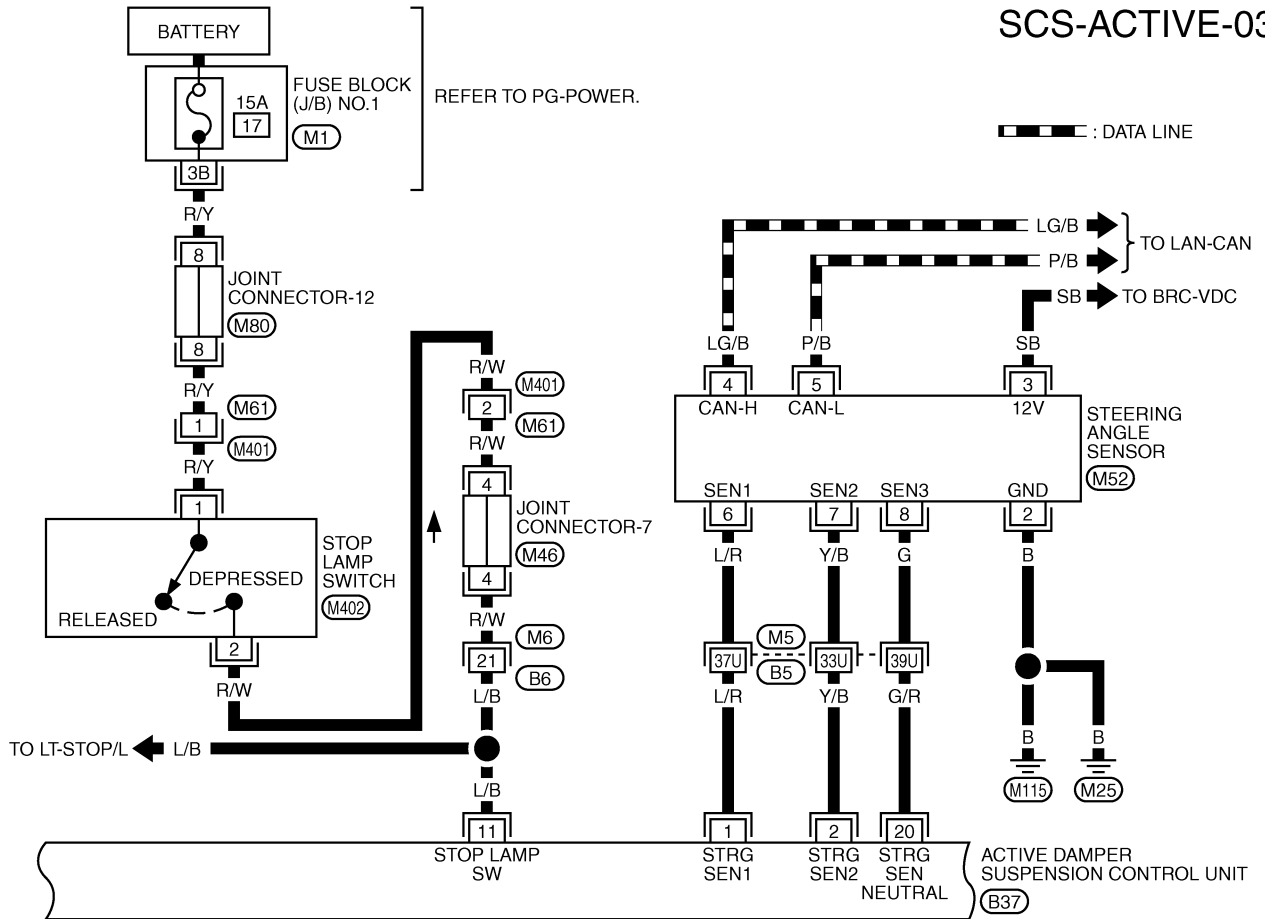 SCS-ACTIVE-03
BATTERY
FUSE BLOCK
(J/B) NO.1
M1
15A
17
3B
REFER TO PG-POWER.
: DATA LINE
R/Y
8
JOINT
CONNECTOR-12
M80
8
R/Y
M61
1
M401
R/Y
1
STOP
LAMP
SWITCH
M402
DEPRESSED
RELEASED
2
R/W
R/W
M401
2
M61
R/W
4
JOINT
CONNECTOR-7
M46
4
R/W
M6
21
B6
L/B
TO LT-STOP/L
L/B
L/B
11
STOP LAMP
SW
LG/B
P/B
TO LAN-CAN
SB
TO BRC-VDC
LG/B
P/B
SB
4
5
3
CAN-H
CAN-L
12V
STEERING
ANGLE
SENSOR
M52
SEN1
SEN2
SEN3
GND
6
7
8
2
L/R
Y/B
G
B
M5
37U
33U
39U
B5
L/R
Y/B
G/R
B
B
M115
M25
1
2
20
STRG
SEN1
STRG
SEN2
STRG
SEN
NEUTRAL
ACTIVE DAMPER
SUSPENSION CONTROL UNIT
B37